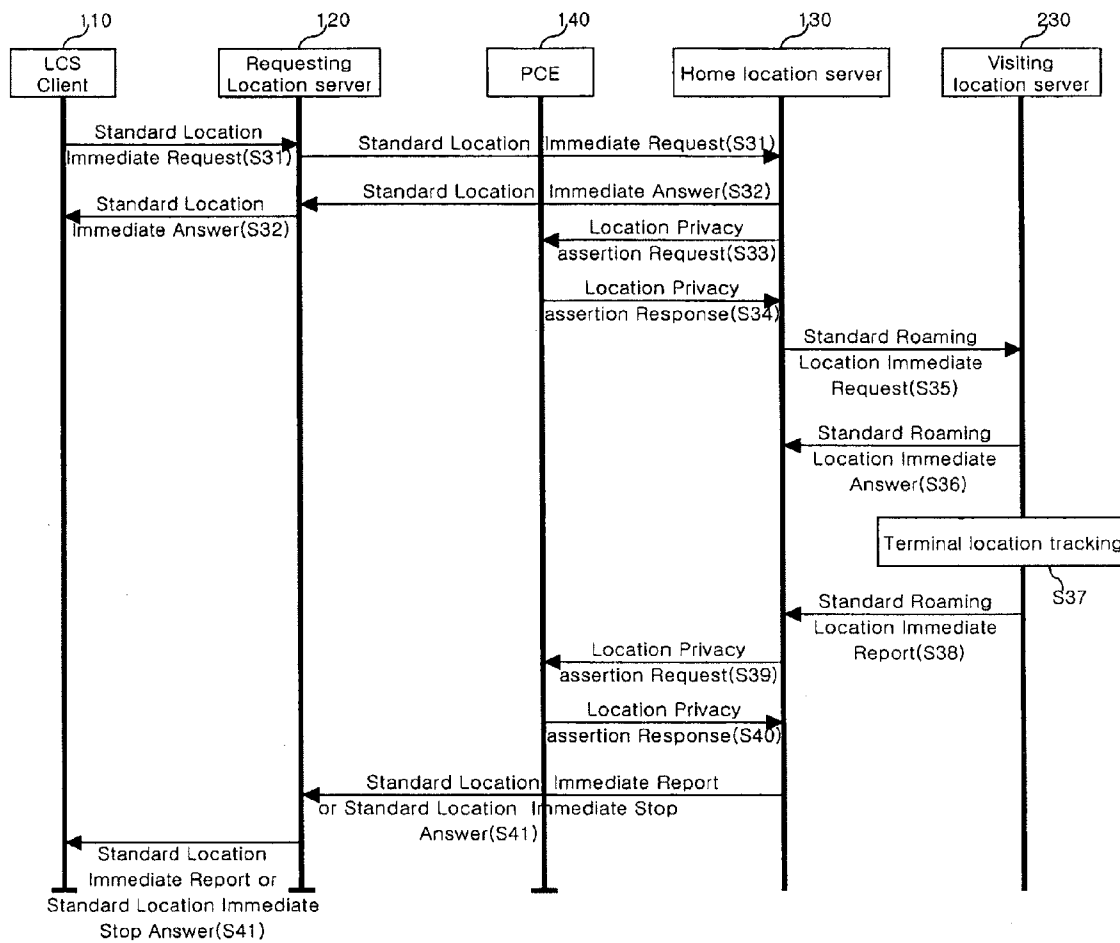 110
120
140
130
230
LCS
Client
Requesting
Location server
PCE
Home location server
Visiting
location server
Standard Location
Immediate Request(S31)
Standard Location Immediate Request(S31)
Standard Location Immediate Answer(S32)
Standard Location
Immediate Answer(S32)
Location Privacy
assertion Request(S33)
Location Privacy
assertion Response(S34)
Standard Roaming
Location Immediate
Request(S35)
Standard Roaming
Location Immediate
Answer(S36)
Terminal location tracking
S37
Standard Roaming
Location Immediate
Report(S38)
Location Privacy
assertion Request(S39)
Location Privacy
assertion Response(S40)
Standard Location Immediate Report
or Standard Location Immediate Stop
Answer(S41)
Standard Location
Immediate Report or
Standard Location Immediate
Stop Answer(S41)